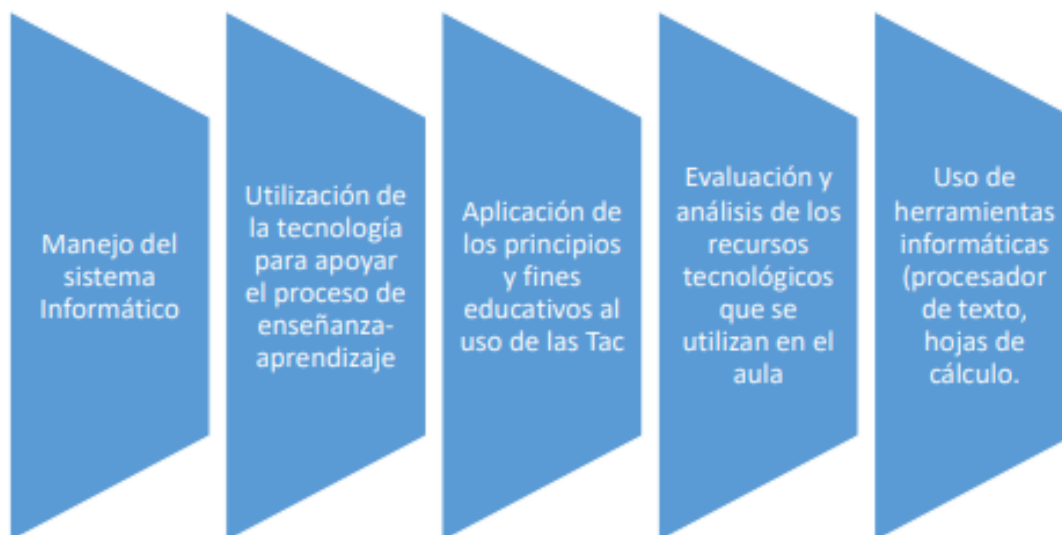 Manejo del
sistema
Informático
Utilización de
la tecnología
para apoyar
el proceso de
enseñanza-
aprendizaje
Aplicación de
los principios
y fines
educativos al
uso de las Tac
Evaluación y
análisis de los
recursos
tecnológicos
que se
utilizan en el
aula
Uso de
herramientas
informáticas
(procesador
de texto,
hojas de
cálculo.